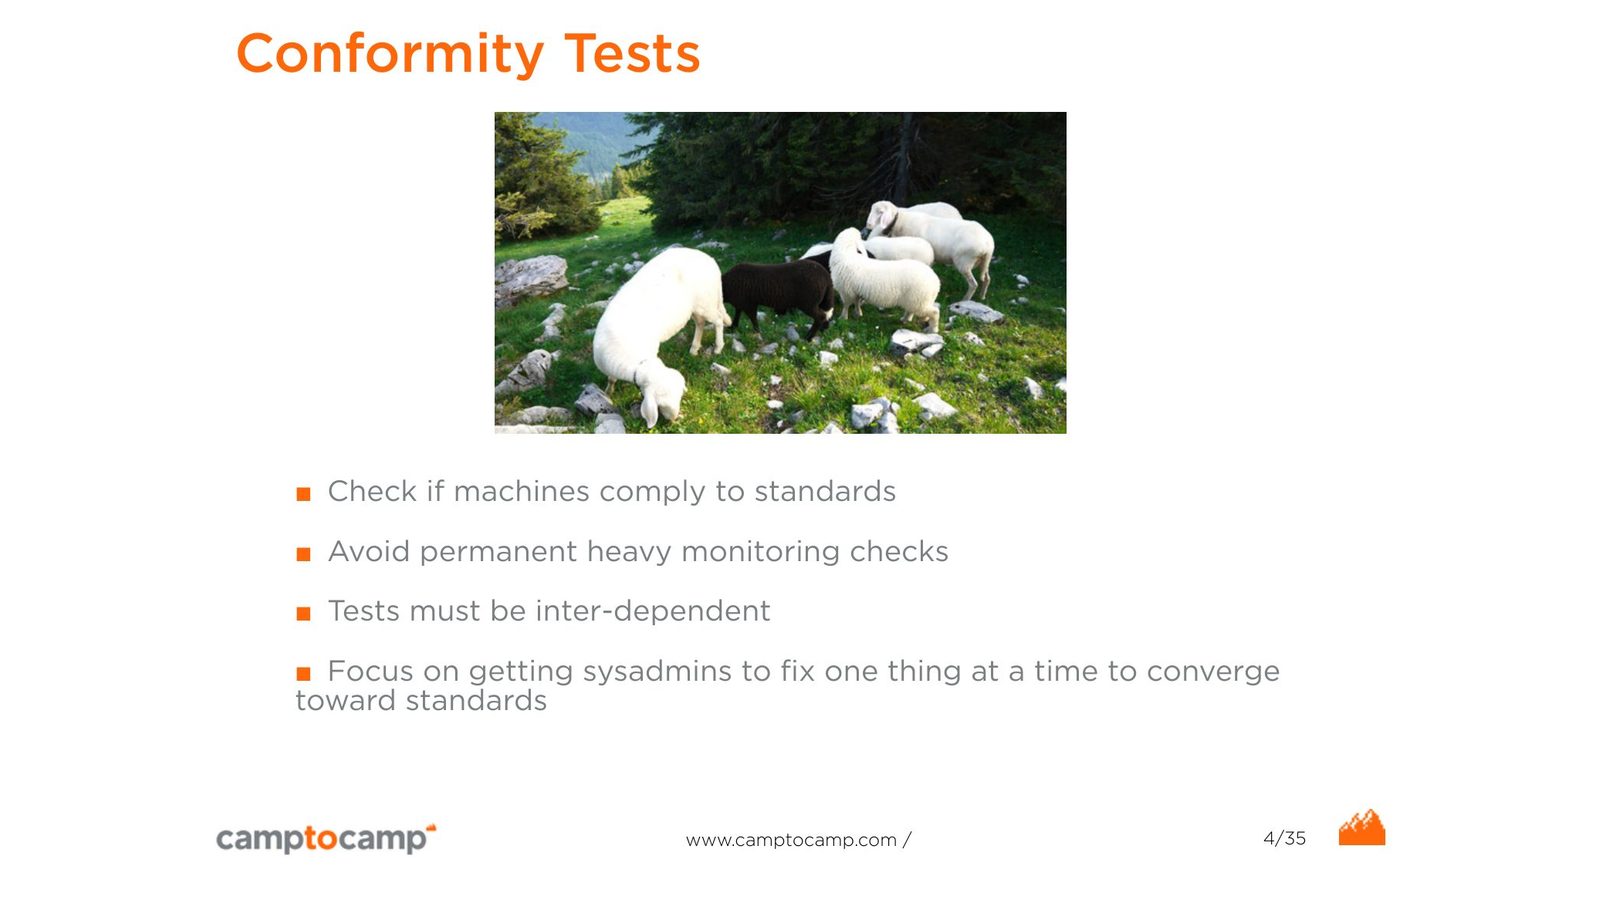 Conformity Tests
■ Check if machines comply to standards
■ Avoid permanent heavy monitoring checks
■ Tests must be inter-dependent
■ Focus on getting sysadmins to fix one thing at a time to converge
toward standards
camptocamp
www.camptocamp.com /
4/35